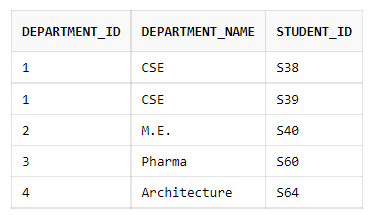 DEPARTMENT_ID DEPARTMENT_NAME STUDENT_ID
1 CSE S38
1 CSE S39
2 M.E. S40
3 Pharma S60
4 Architecture S64